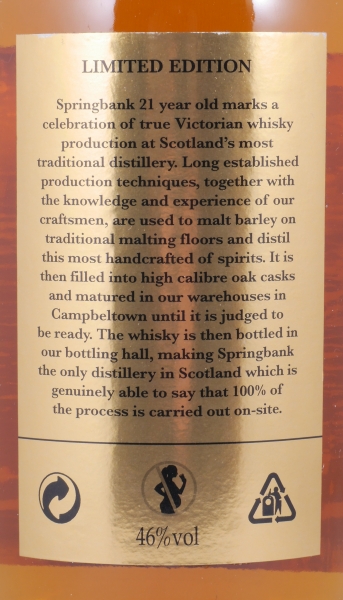 LIMITED EDITION
Springbank 21 year old marks a
celebration of true Victorian whisky
production at Scotland's most
traditional distillery. Long established
production techniques, together with
the knowledge and experience of our
craftsmen, are used to malt barley on
traditional malting floors and distil
this most handcrafted of spirits. It is
then filled into high calibre oak casks
and matured in our warehouses in
Campbeltown until it is judged to
be ready. The whisky is then bottled in
our bottling hall, making Springbank
the only distillery in Scotland which is
genuinely able to say that 100% of
the process is carried out on-site.
46%vol